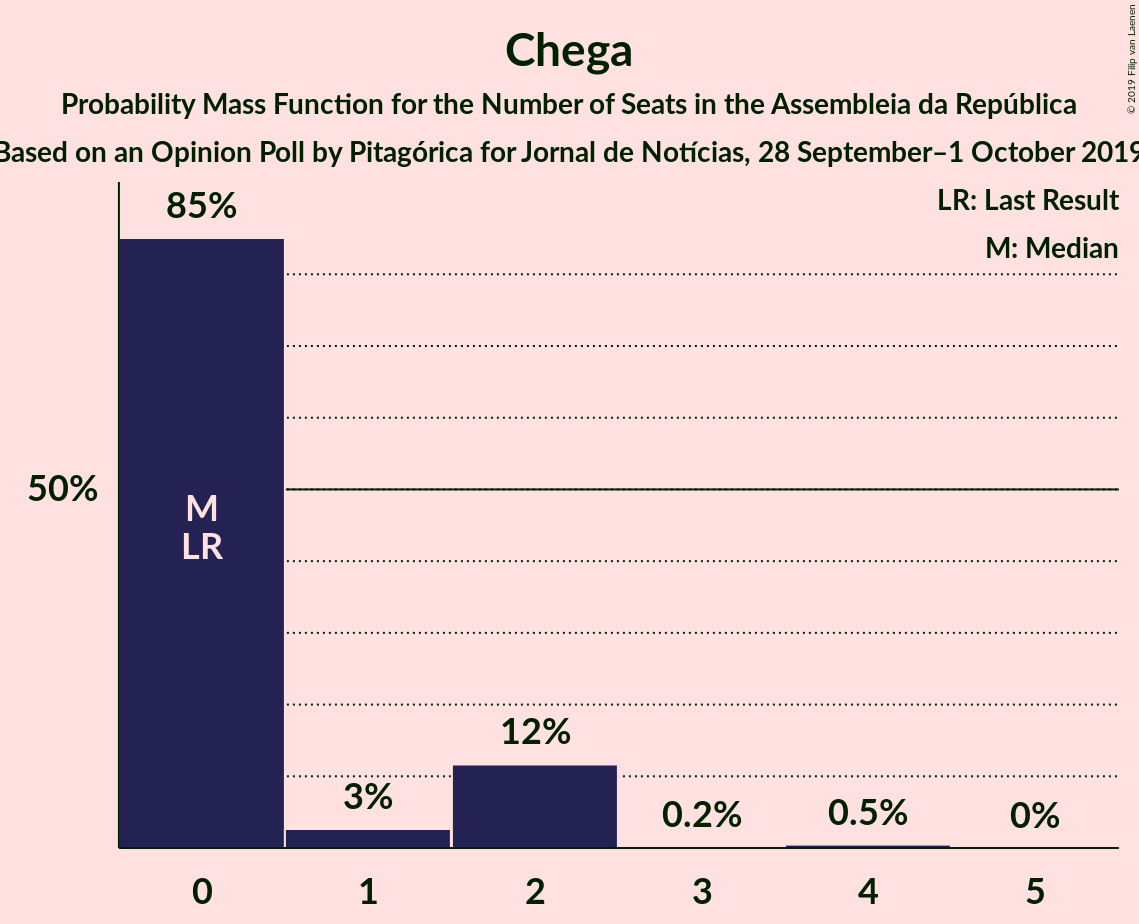 Chega
Probability Mass Function for the Number of Seats in the Assembleia da República
Based on an Opinion Poll by Pitagórica for Jornal de Notícias, 28 September–1 October 2019
© 2019 Filip van Laenen
LR: Last Result
M: Median
85%
50%
M
LR
12%
3%
0.2%
0.5%
0%
0 1 2 3 4 5